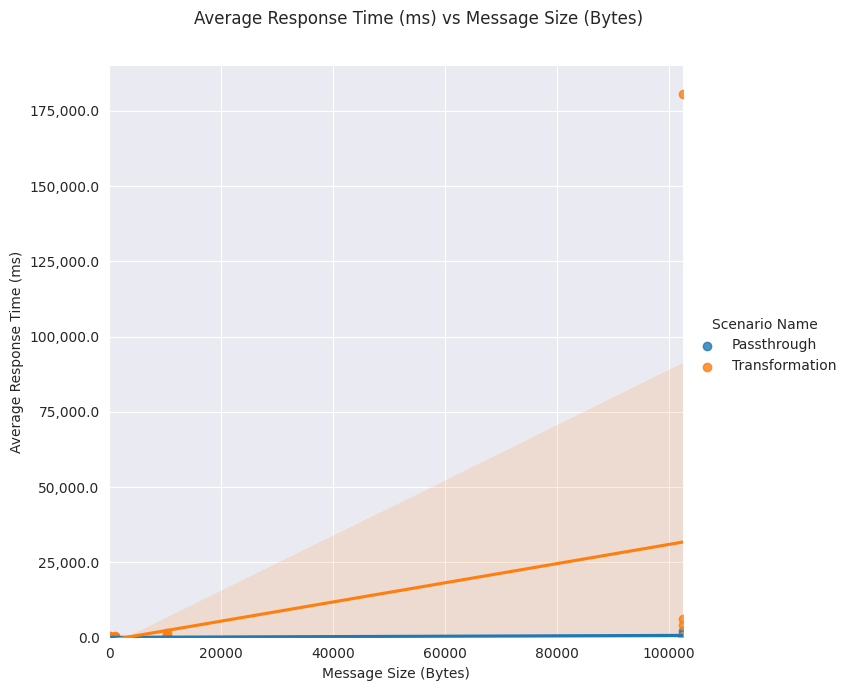 Average Response Time (ms) vs Message Size (Bytes)
175,000.0
150,000.0
125,000.0
100,000.0
75,000.0
50,000.0
25,000.0
0.0
Average Response Time (ms)
0
20000
40000
60000
80000
100000
Message Size (Bytes)
Scenario Name
Passthrough
Transformation